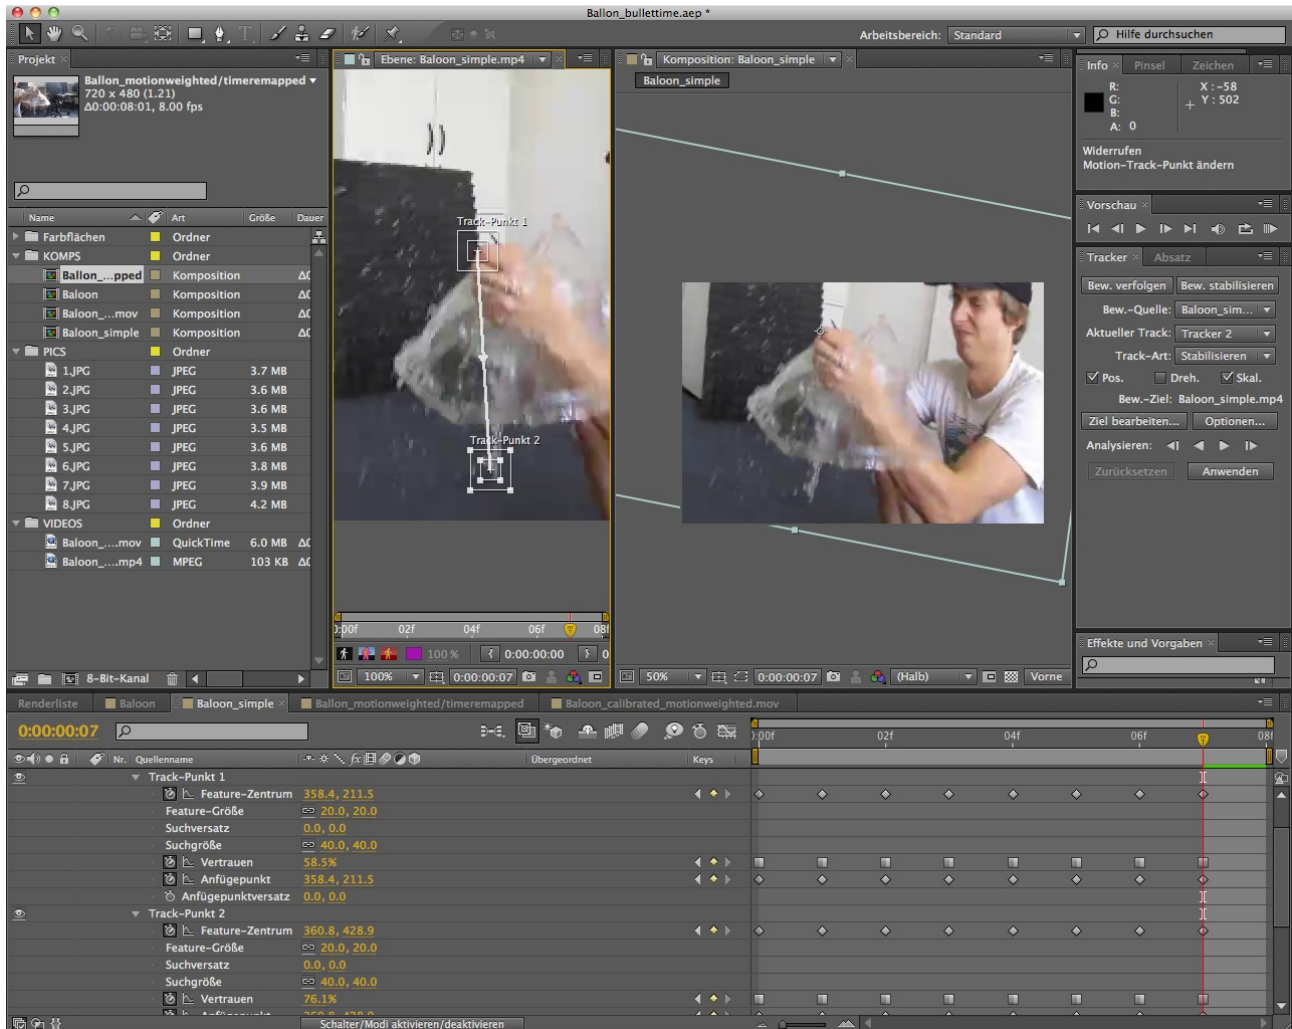 Ballon_bullettime.aep *
Arbeitsbereich: Standard
Hilfe durchsuchen
Projekt
Ballon_motionweighted/timeremapped
720 x 480 (1.21)
Δ0:00:08:01, 8.00 fps
Name Art Größe Dauer
Farbflächen Ordner
KOMPS Ordner
Ballon_...pped Komposition
Baloon Komposition
Baloon_...mov Komposition
Baloon_simple Komposition
PICS Ordner
1.JPG JPEG 3.7 MB
2.JPG JPEG 3.6 MB
3.JPG JPEG 3.6 MB
4.JPG JPEG 3.5 MB
5.JPG JPEG 3.6 MB
6.JPG JPEG 3.8 MB
7.JPG JPEG 3.9 MB
8.JPG JPEG 4.2 MB
VIDEOS Ordner
Baloon_....mov QuickTime 6.0 MB
Baloon_....mp4 MPEG 103 KB
8-Bit-Kanal
Ebene: Baloon_simple.mp4
Track-Punkt 1
Track-Punkt 2
02f 04f 06f
100 % 0:00:00:00
100% 0:00:00:07
Komposition: Baloon_simple
Baloon_simple
50% 0:00:00:07 (Halb) Vorne
Info Pinsel Zeichen
R:
G:
B:
A: 0
X : -58
Y : 502
Widerrufen
Motion-Track-Punkt ändern
Vorschau
Tracker Absatz
Bew. verfolgen Bew. stabilisieren
Bew.-Quelle: Baloon_sim...
Aktueller Track: Tracker 2
Track-Art: Stabilisieren
Pos. Dreh. Skal.
Bew.-Ziel: Baloon_simple.mp4
Ziel bearbeiten... Optionen...
Analysieren:
Zurücksetzen Anwenden
Effekte und Vorgaben
Renderliste Baloon Baloon_simple Ballon_motionweighted/timeremapped Baloon_calibrated_motionweighted.mov
0:00:00:07
Nr. Quellenname Übergeordnet Keys
02f 04f 06f
Track-Punkt 1
Feature-Zentrum 358.4, 211.5
Feature-Größe 20.0, 20.0
Suchversatz 0.0, 0.0
Suchgröße 40.0, 40.0
Vertrauen 58.5%
Anfügepunkt 358.4, 211.5
Anfügepunktversatz 0.0, 0.0
Track-Punkt 2
Feature-Zentrum 360.8, 428.9
Feature-Größe 20.0, 20.0
Suchversatz 0.0, 0.0
Suchgröße 40.0, 40.0
Vertrauen 76.1%
Schalter/Modi aktivieren/deaktivieren